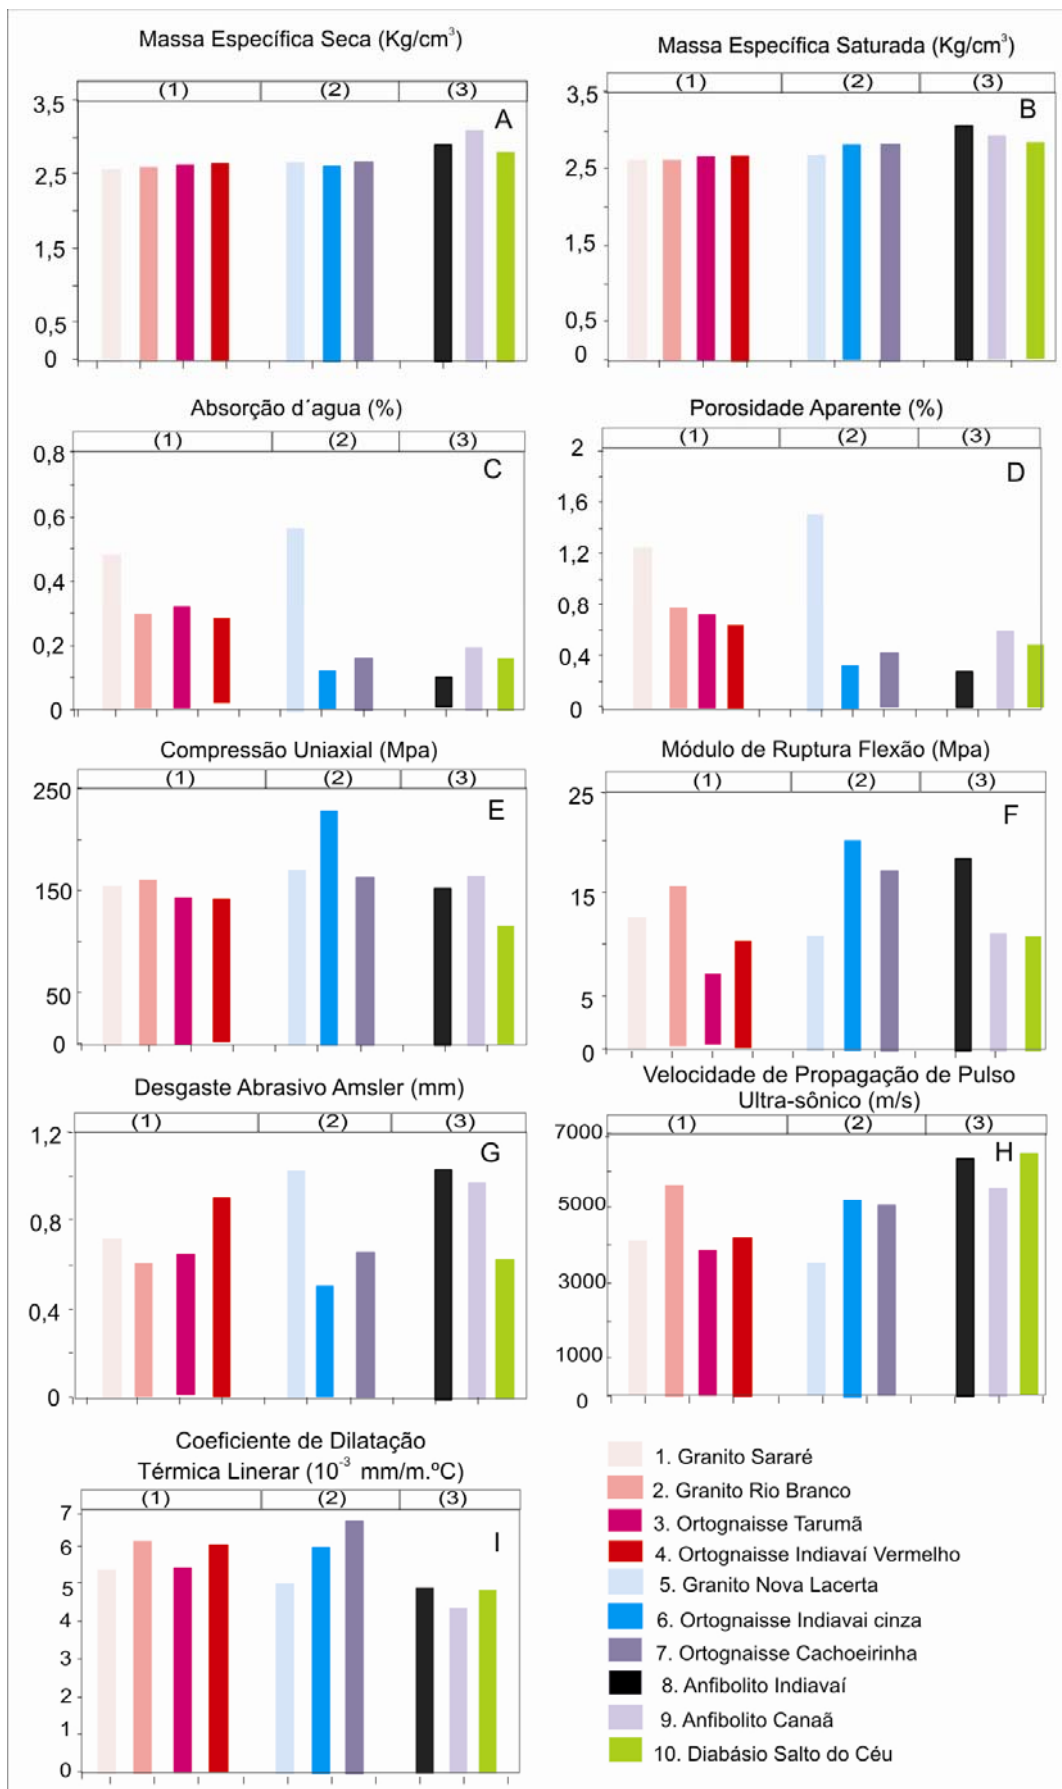 Massa Específica Seca (Kg/cm³)
(1) (2) (3)
A
3,5
2,5
1,5
0,5
0
Massa Específica Saturada (Kg/cm³)
(1) (2) (3)
B
3,5
2,5
1,5
0,5
0
Absorção d´agua (%)
(1) (2) (3)
C
0,8
0,6
0,4
0,2
0
Porosidade Aparente (%)
(1) (2) (3)
D
2
1,6
1,2
0,8
0,4
0
Compressão Uniaxial (Mpa)
(1) (2) (3)
E
250
150
50
0
Módulo de Ruptura Flexão (Mpa)
(1) (2) (3)
F
25
15
5
0
Desgaste Abrasivo Amsler (mm)
(1) (2) (3)
G
1,2
0,8
0,4
0
Velocidade de Propagação de Pulso
Ultra-sônico (m/s)
(1) (2) (3)
H
7000
5000
3000
1000
0
Coeficiente de Dilatação
Térmica Linerar (10⁻³ mm/m.ºC)
(1) (2) (3)
I
7
6
5
4
3
2
1
0
1. Granito Sararé
2. Granito Rio Branco
3. Ortognaisse Tarumã
4. Ortognaisse Indiavaí Vermelho
5. Granito Nova Lacerta
6. Ortognaisse Indiavai cinza
7. Ortognaisse Cachoeirinha
8. Anfibolito Indiavaí
9. Anfibolito Canaã
10. Diabásio Salto do Céu